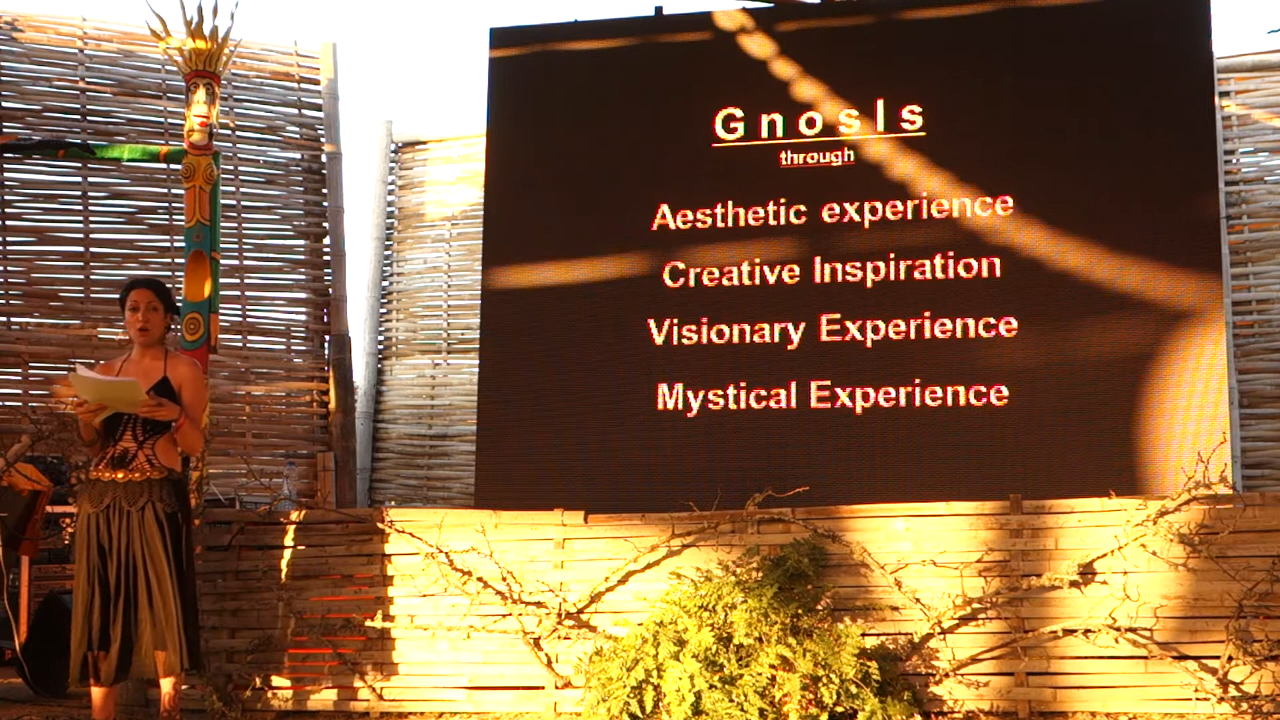 GnosIs
through
Aesthetic experience
Creative Inspiration
Visionary Experience
Mystical Experience